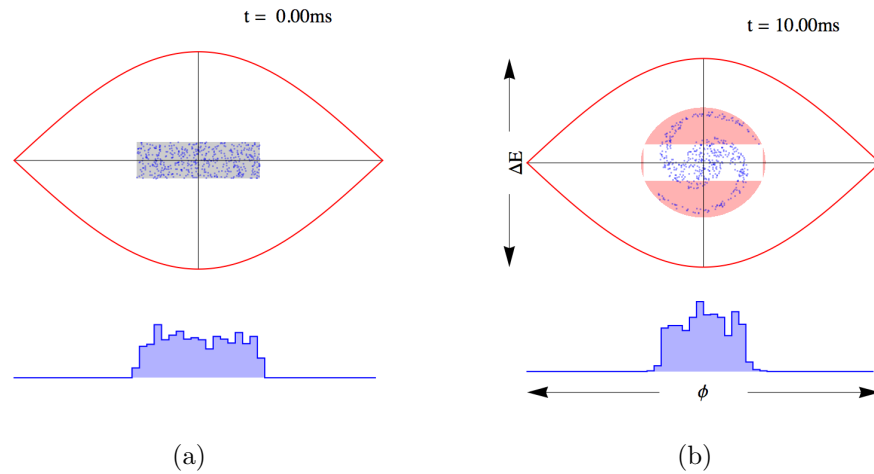 t = 0.00ms
t = 10.00ms
ΔE
ϕ
(a)
(b)